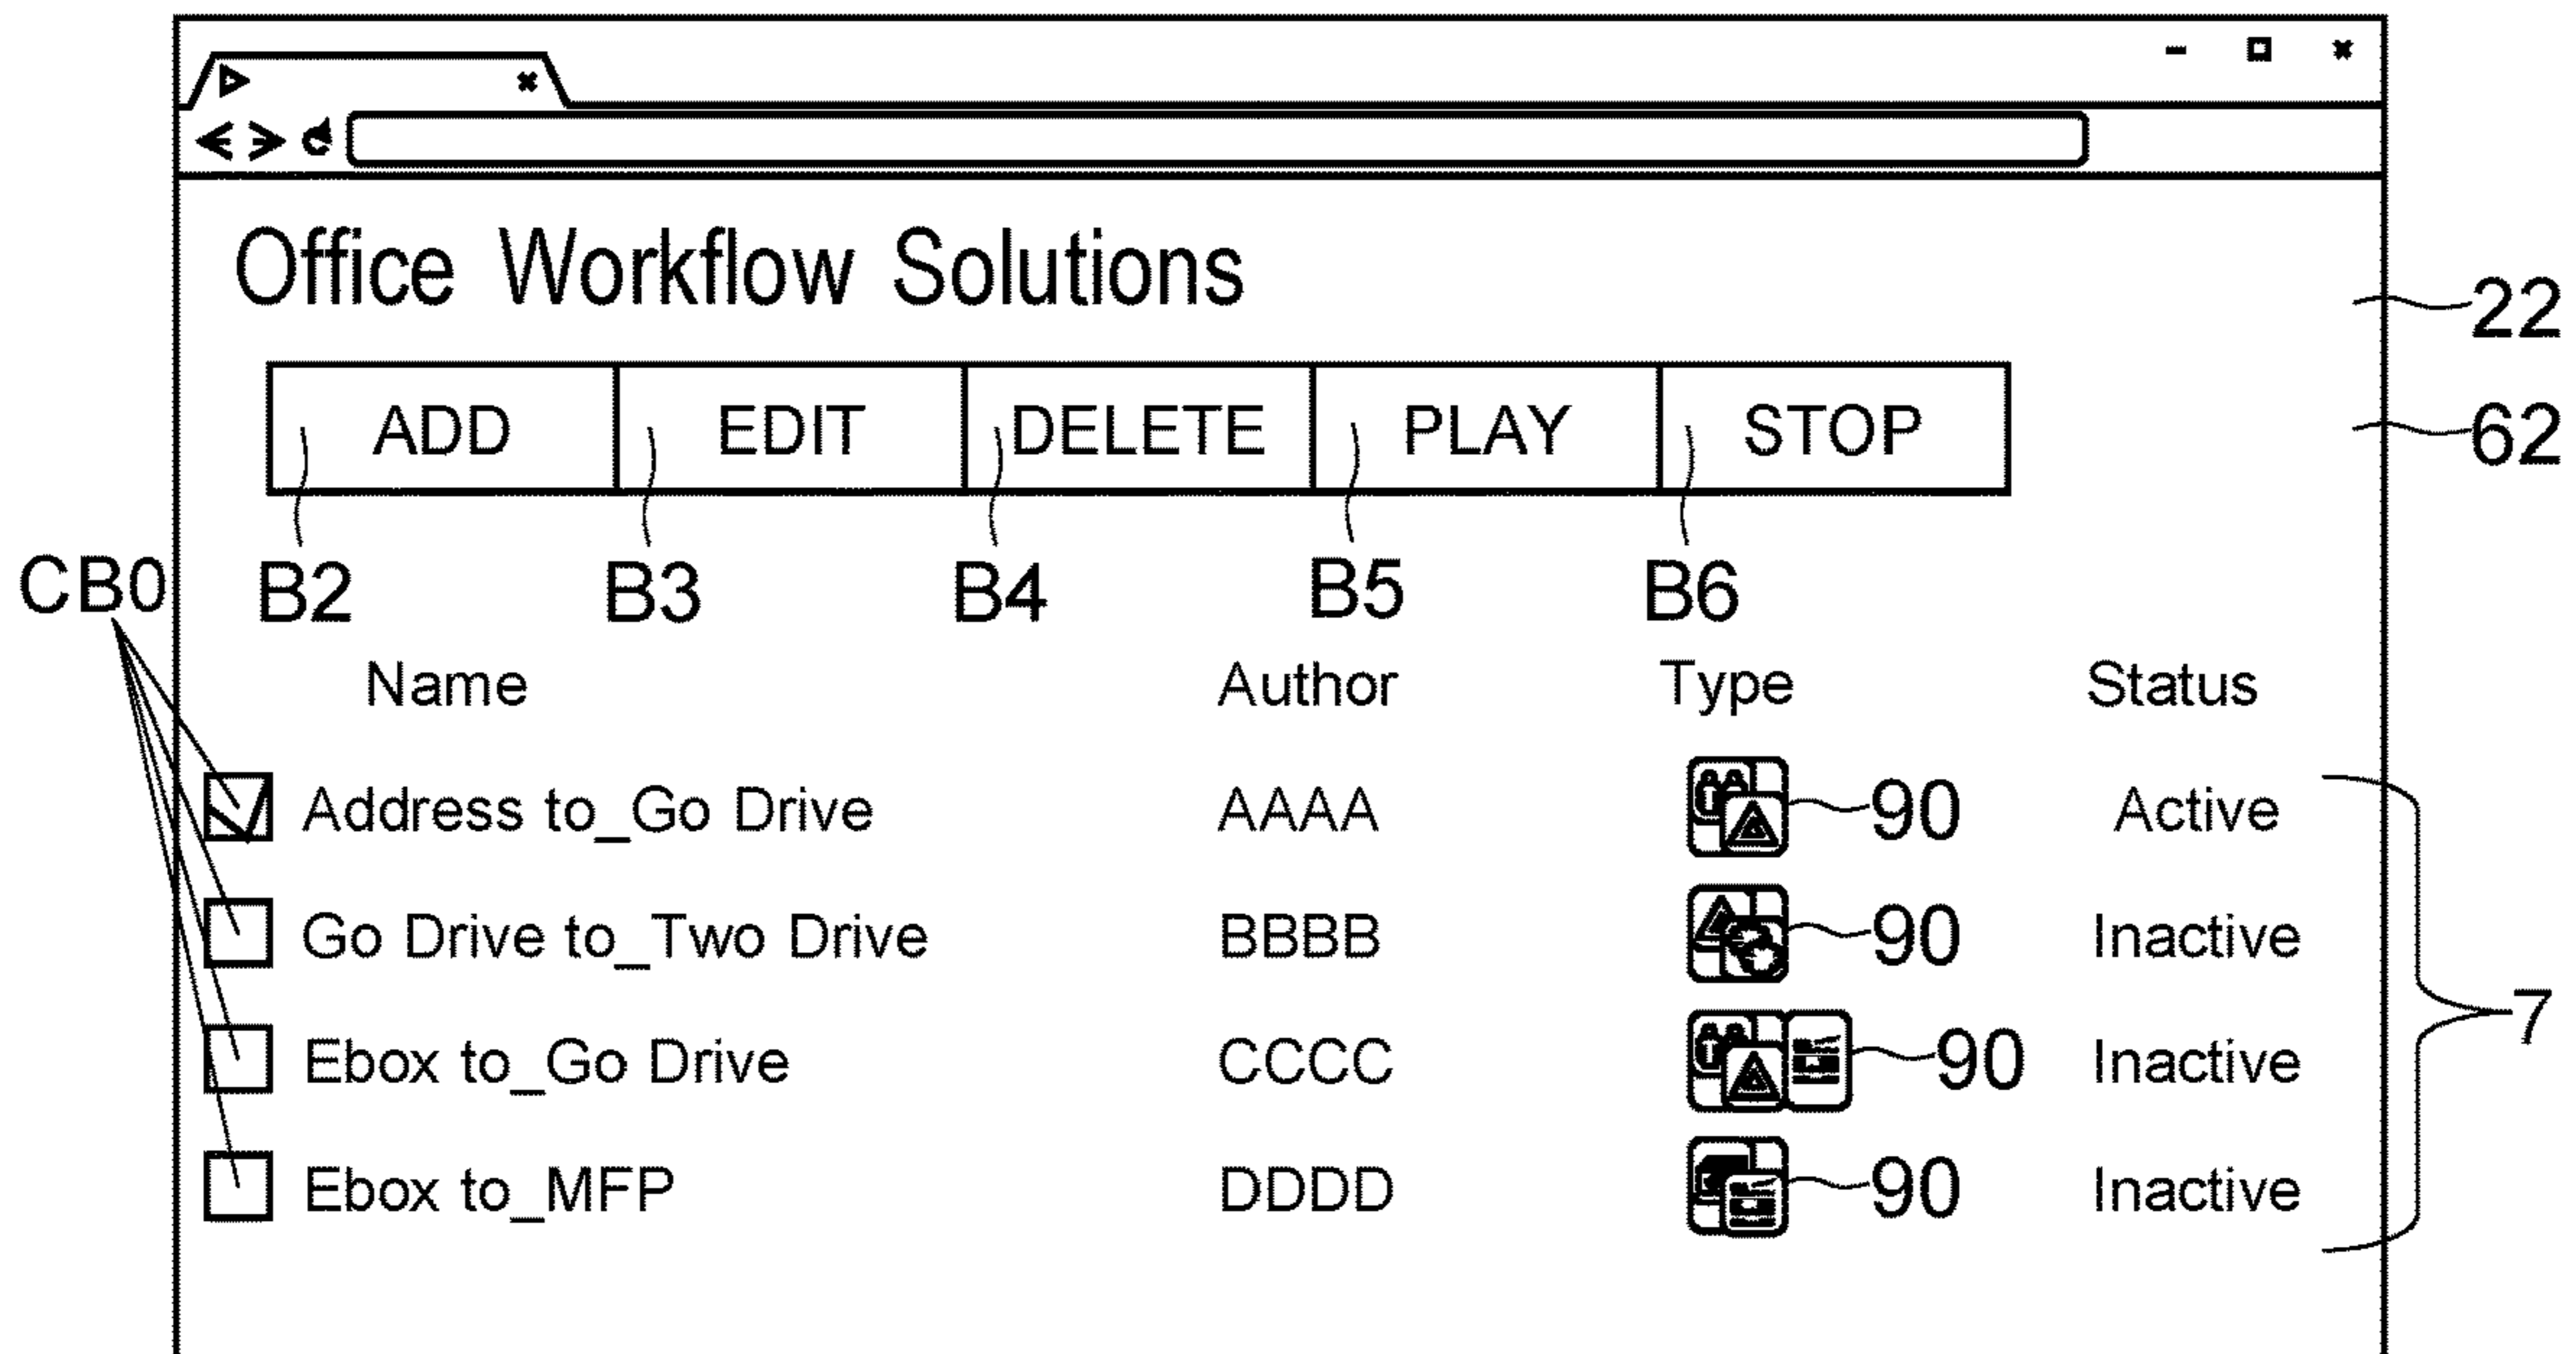 Office Workflow Solutions
22
ADD EDIT DELETE PLAY STOP
62
CB0 B2 B3 B4 B5 B6
Name Author Type Status
Address to_Go Drive AAAA 90 Active
Go Drive to_Two Drive BBBB 90 Inactive
7
Ebox to_Go Drive CCCC 90 Inactive
Ebox to_MFP DDDD 90 Inactive